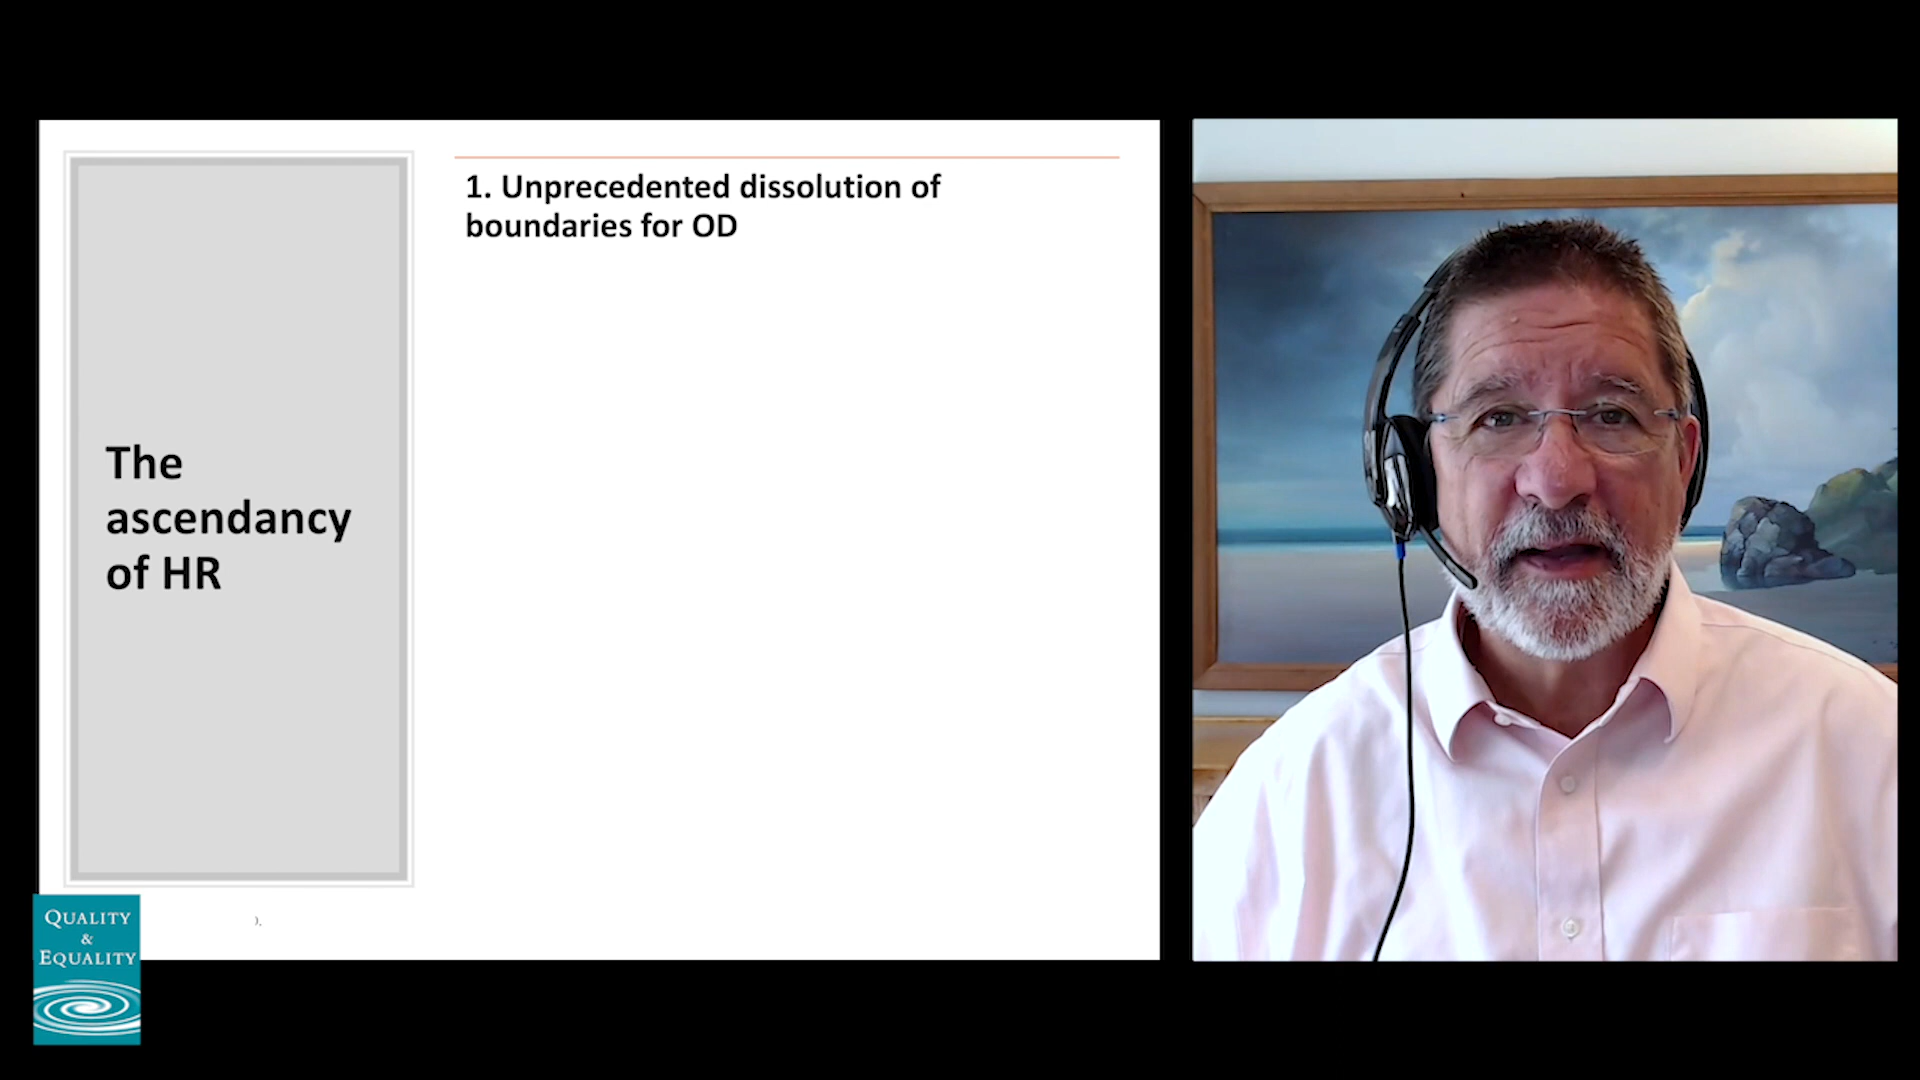 The
ascendancy
of HR
1. Unprecedented dissolution of
boundaries for OD
QUALITY
&
EQUALITY